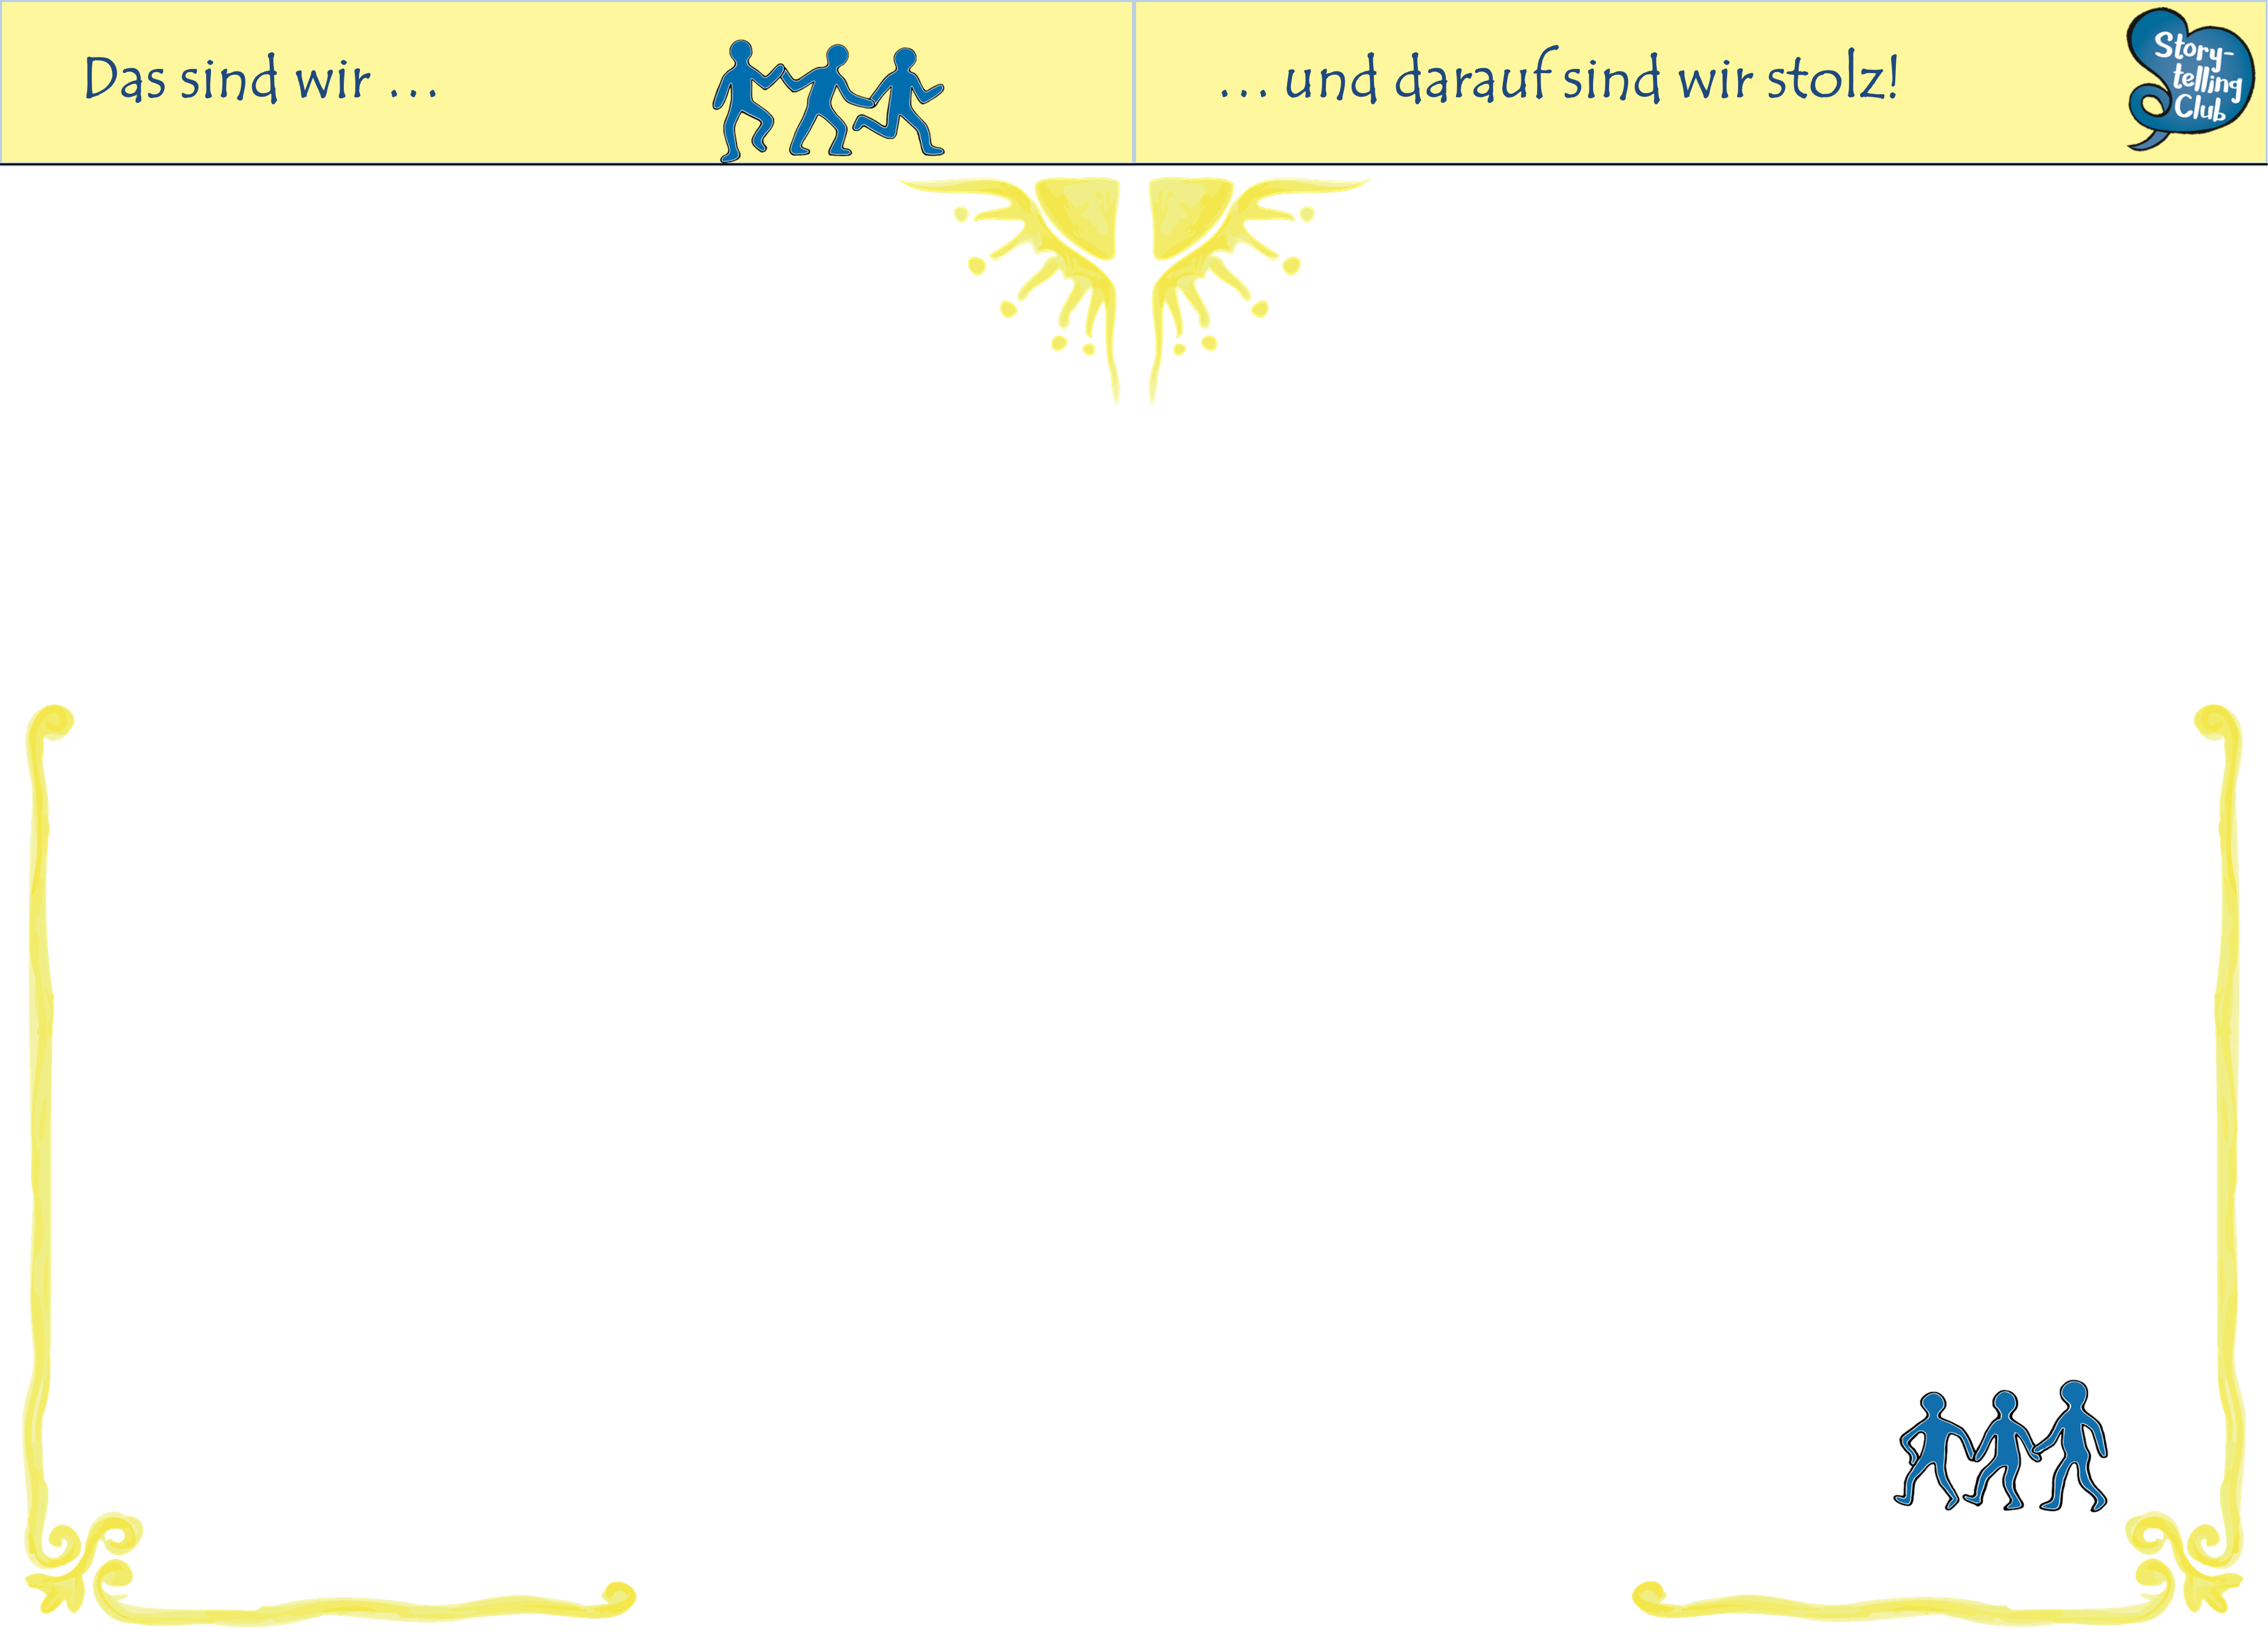 Das sind wir ...
... und darauf sind wir stolz!
Story-
telling
Club